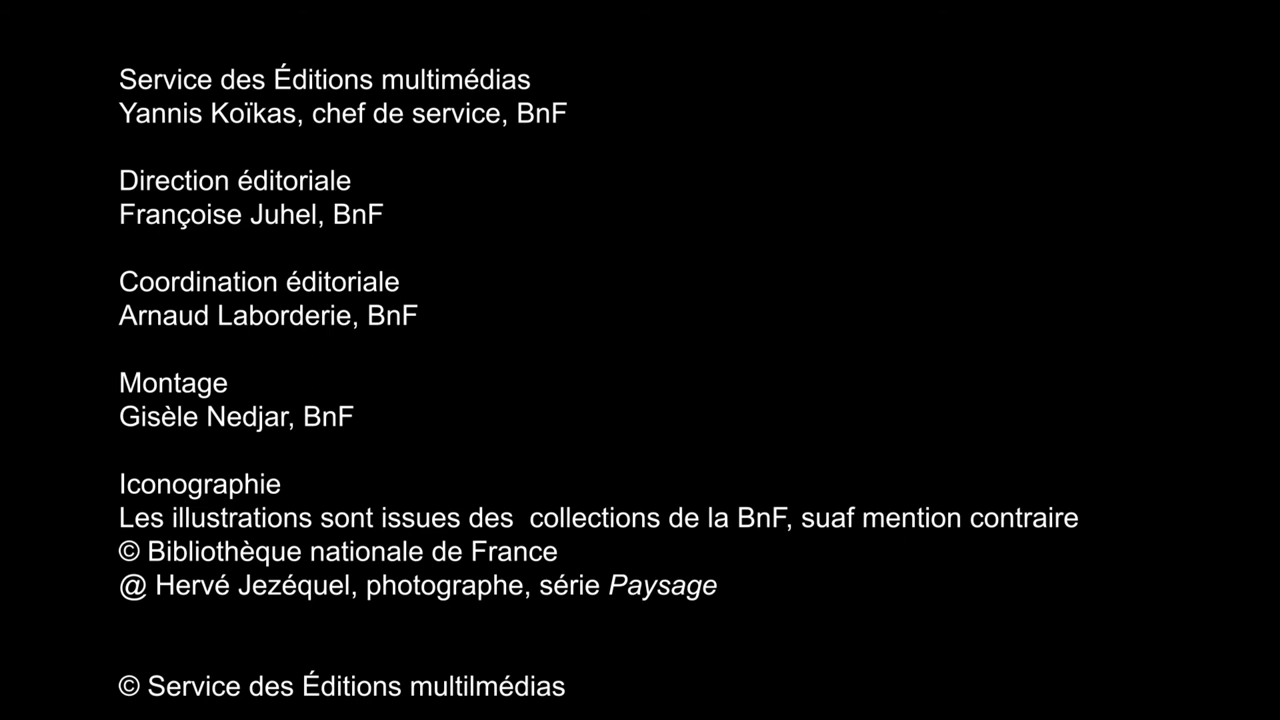 Service des Éditions multimédias
Yannis Koïkas, chef de service, BnF
Direction éditoriale
Françoise Juhel, BnF
Coordination éditoriale
Arnaud Laborderie, BnF
Montage
Gisèle Nedjar, BnF
Iconographie
Les illustrations sont issues des  collections de la BnF, suaf mention contraire
© Bibliothèque nationale de France
@ Hervé Jezéquel, photographe, série Paysage
© Service des Éditions multilmédias